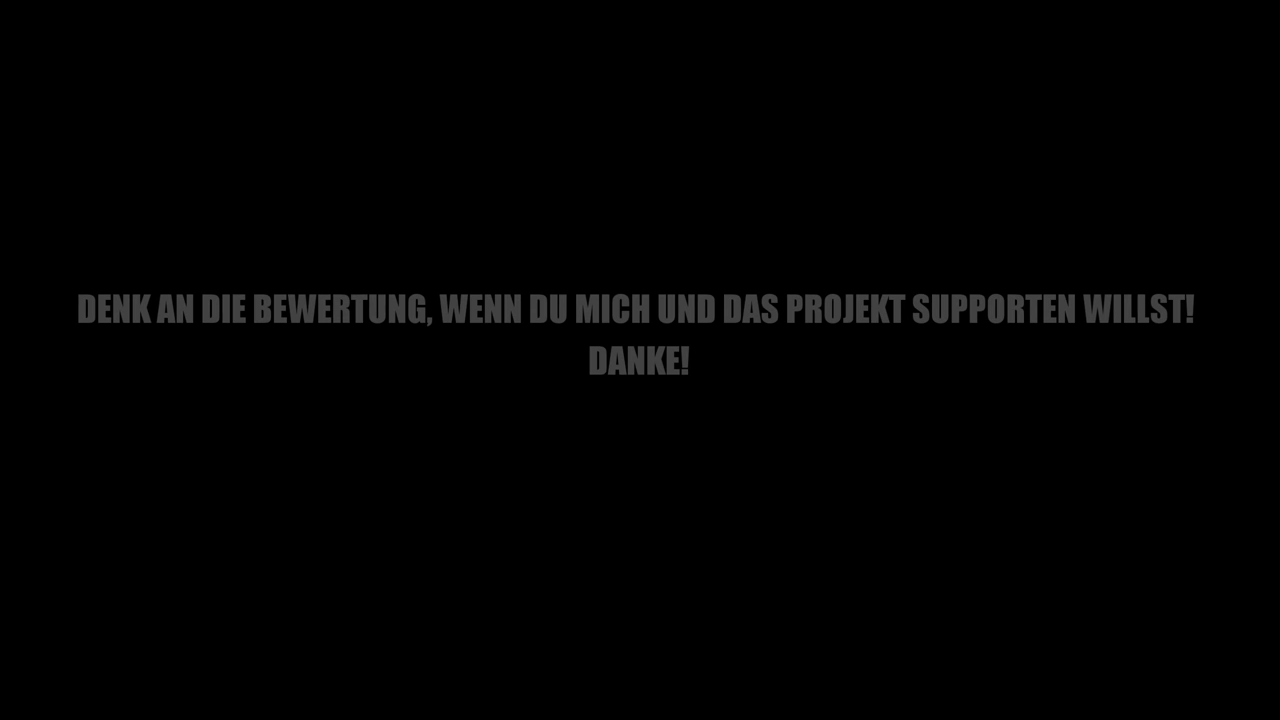 DENK AN DIE BEWERTUNG, WENN DU MICH UND DAS PROJEKT SUPPORTEN WILLST!
DANKE!